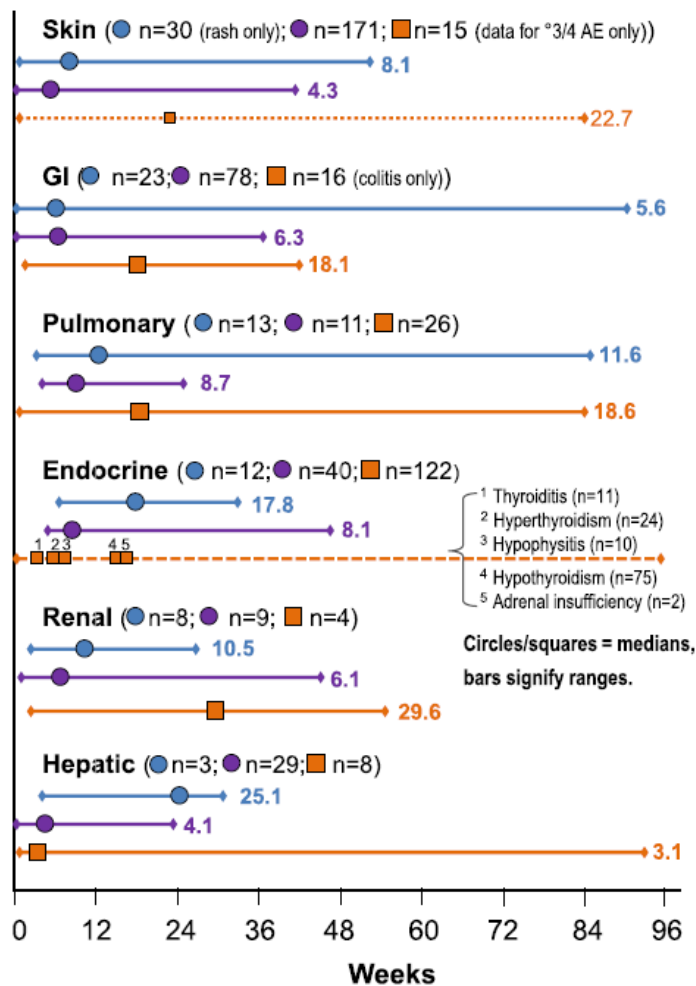 Skin ( n=30 (rash only); n=171; n=15 (data for °3/4 AE only))
8.1
4.3
22.7
GI ( n=23; n=78; n=16 (colitis only))
5.6
6.3
18.1
Pulmonary ( n=13; n=11; n=26)
11.6
8.7
18.6
Endocrine ( n=12; n=40; n=122)
17.8
8.1
1 23 4 5
1 Thyroiditis (n=11)
2 Hyperthyroidism (n=24)
3 Hypophysitis (n=10)
4 Hypothyroidism (n=75)
5 Adrenal insufficiency (n=2)
Renal ( n=8; n=9; n=4)
10.5
6.1
29.6
Circles/squares = medians,
bars signify ranges.
Hepatic ( n=3; n=29; n=8)
25.1
4.1
3.1
0 12 24 36 48 60 72 84 96
Weeks